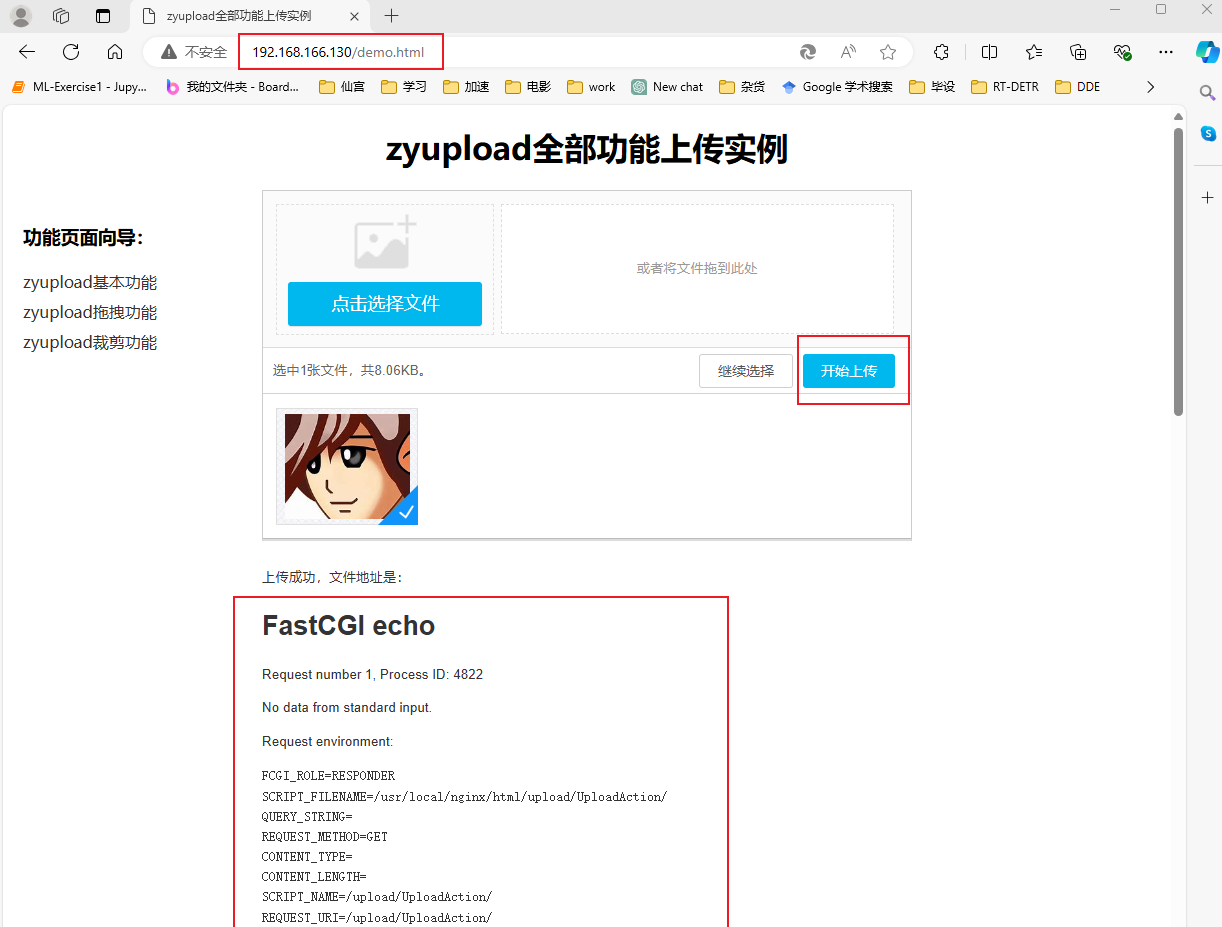 zyupload全部功能上传实例
不安全
192.168.166.130/demo.html
ML-Exercise1 - Jupy...
我的文件夹 - Board...
仙宫
学习
加速
电影
work
New chat
杂货
Google 学术搜索
毕设
RT-DETR
DDE
zyupload全部功能上传实例
功能页面向导：
zyupload基本功能
zyupload拖拽功能
zyupload裁剪功能
点击选择文件
或者将文件拖到此处
选中1张文件，共8.06KB。
继续选择
开始上传
上传成功，文件地址是：
FastCGI echo
Request number 1, Process ID: 4822
No data from standard input.
Request environment:
FCGI_ROLE=RESPONDER
SCRIPT_FILENAME=/usr/local/nginx/html/upload/UploadAction/
QUERY_STRING=
REQUEST_METHOD=GET
CONTENT_TYPE=
CONTENT_LENGTH=
SCRIPT_NAME=/upload/UploadAction/
REQUEST_URI=/upload/UploadAction/